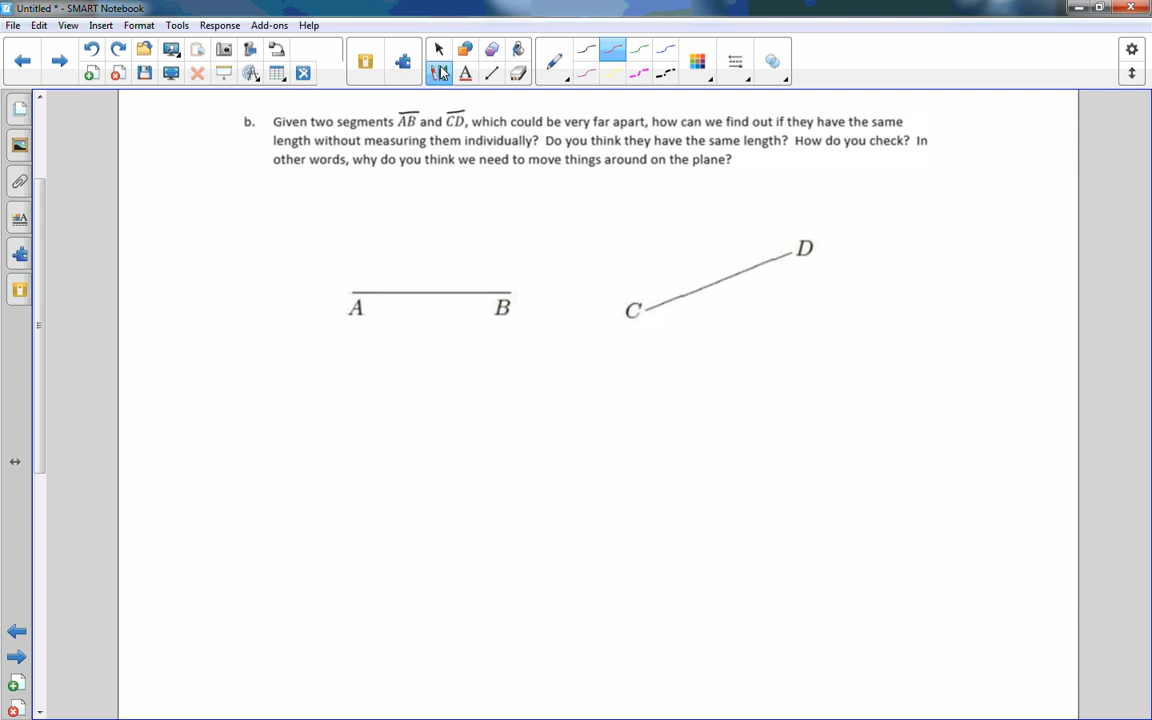 Untitled * - SMART Notebook
File Edit View Insert Format Tools Response Add-ons Help
b. Given two segments AB and CD, which could be very far apart, how can we find out if they have the same
length without measuring them individually? Do you think they have the same length? How do you check? In
other words, why do you think we need to move things around on the plane?
D
A B C